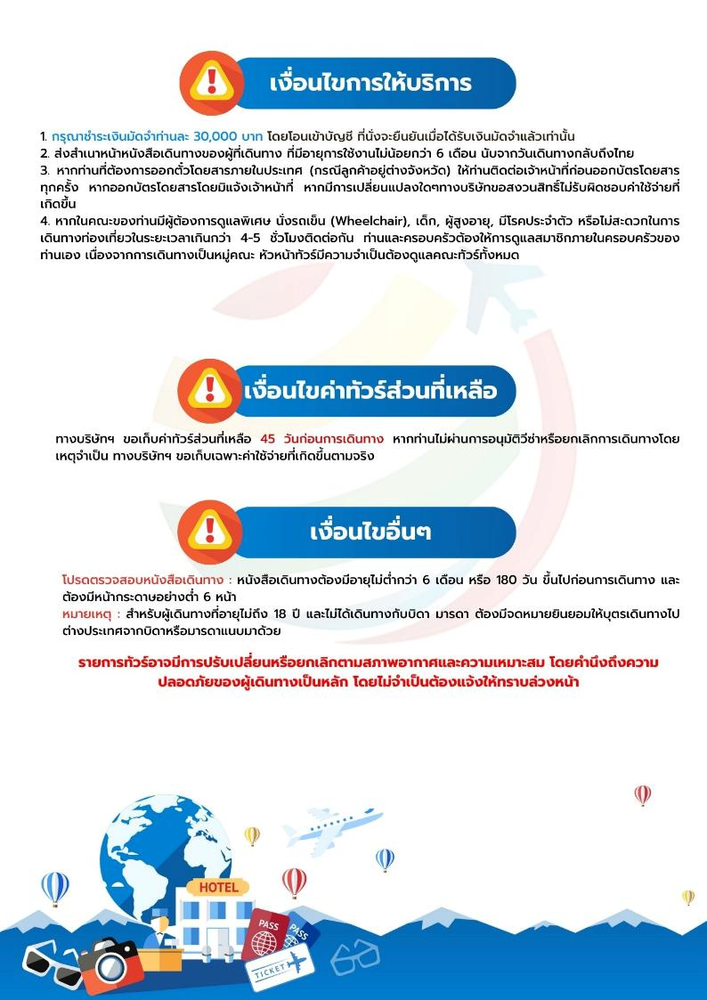 เงื่อนไขการให้บริการ
1. กรุณาชำระเงินมัดจำท่านละ 30,000 บาท โดยโอนเข้าบัญชี ที่นั่งจะยืนยันเมื่อได้รับเงินมัดจำแล้วเท่านั้น
2. ส่งสำเนาหน้าหนังสือเดินทางของผู้ที่เดินทาง ที่มีอายุการใช้งานไม่น้อยกว่า 6 เดือน นับจากวันเดินทางกลับถึงไทย
3. หากท่านที่ต้องการออกตั๋วโดยสารภายในประเทศ (กรณีลูกค้าอยู่ต่างจังหวัด) ให้ท่านติดต่อเจ้าหน้าที่ก่อนออกบัตรโดยสาร
ทุกครั้ง หากออกบัตรโดยสารโดยมิแจ้งเจ้าหน้าที่ หากมีการเปลี่ยนแปลงใดๆทางบริษัทขอสงวนสิทธิ์ไม่รับผิดชอบค่าใช้จ่ายที่
เกิดขึ้น
4. หากในคณะของท่านมีผู้ต้องการดูแลพิเศษ นั่งรถเข็น (Wheelchair), เด็ก, ผู้สูงอายุ, มีโรคประจำตัว หรือไม่สะดวกในการ
เดินทางท่องเที่ยวในระยะเวลาเกินกว่า 4-5 ชั่วโมงติดต่อกัน ท่านและครอบครัวต้องให้การดูแลสมาชิกภายในครอบครัวของ
ท่านเอง เนื่องจากการเดินทางเป็นหมู่คณะ หัวหน้าทัวร์มีความจำเป็นต้องดูแลคณะทัวร์ทั้งหมด
เงื่อนไขค่าทัวร์ส่วนที่เหลือ
ทางบริษัทฯ ขอเก็บค่าทัวร์ส่วนที่เหลือ 45 วันก่อนการเดินทาง หากท่านไม่ผ่านการอนุมัติวีซ่าหรือยกเลิกการเดินทางโดย
เหตุจำเป็น ทางบริษัทฯ ขอเก็บเฉพาะค่าใช้จ่ายที่เกิดขึ้นตามจริง
เงื่อนไขอื่นๆ
โปรดตรวจสอบหนังสือเดินทาง : หนังสือเดินทางต้องมีอายุไม่ต่ำกว่า 6 เดือน หรือ 180 วัน ขึ้นไปก่อนการเดินทาง และ
ต้องมีหน้ากระดาษอย่างต่ำ 6 หน้า
หมายเหตุ : สำหรับผู้เดินทางที่อายุไม่ถึง 18 ปี และไม่ได้เดินทางกับบิดา มารดา ต้องมีจดหมายยินยอมให้บุตรเดินทางไป
ต่างประเทศจากบิดาหรือมารดาแนบมาด้วย
รายการทัวร์อาจมีการปรับเปลี่ยนหรือยกเลิกตามสภาพอากาศและความเหมาะสม โดยคำนึงถึงความ
ปลอดภัยของผู้เดินทางเป็นหลัก โดยไม่จำเป็นต้องแจ้งให้ทราบล่วงหน้า
HOTEL
PASS
PASS
TICKET